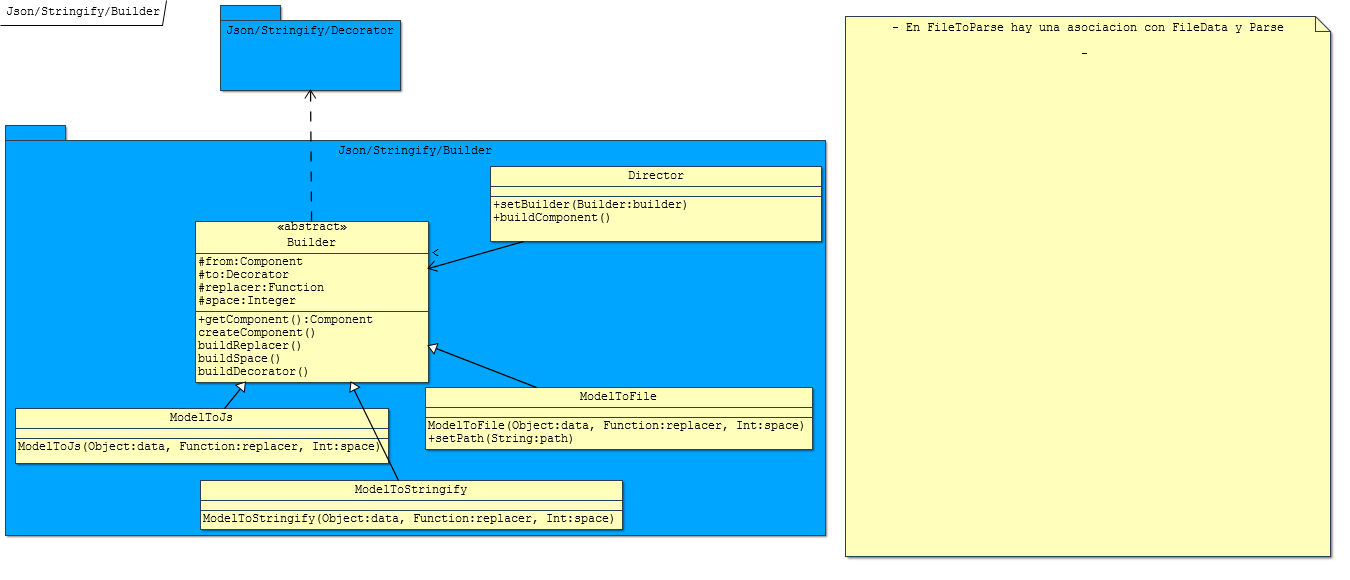 Json/Stringify/Builder
Json/Stringify/Decorator
- En FileToParse hay una asociacion con FileData y Parse
-
Json/Stringify/Builder
Director
+setBuilder(Builder:builder)
+buildComponent()
«abstract»
Builder
<
#from:Component
#to:Decorator
#replacer:Function
#space:Integer
+getComponent():Component
createComponent()
buildReplacer()
buildSpace()
buildDecorator()
ModelToFile
ModelToFile(Object:data, Function:replacer, Int:space)
+setPath(String:path)
ModelToJs
ModelToJs(Object:data, Function:replacer, Int:space)
ModelToStringify
ModelToStringify(Object:data, Function:replacer, Int:space)